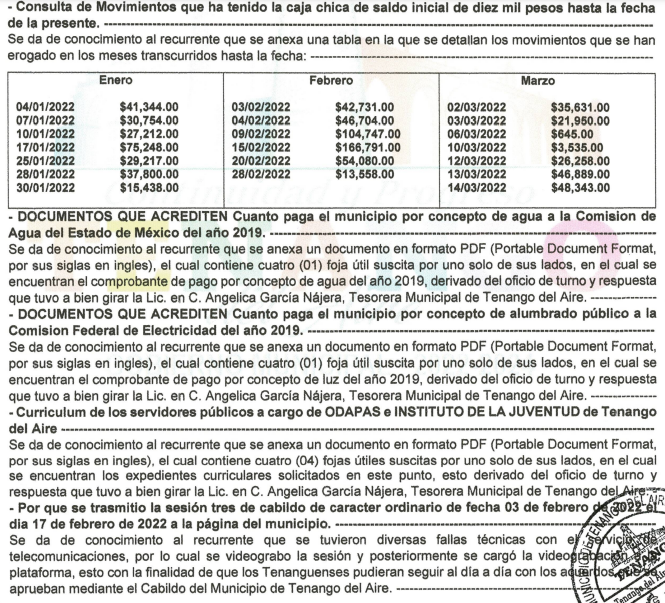 - Consulta de Movimientos que ha tenido la caja chica de saldo inicial de diez mil pesos hasta la fecha
de la presente. ----------------------------------------
Se da de conocimiento al recurrente que se anexa una tabla en la que se detallan los movimientos que se han
erogado en los meses transcurridos hasta la fecha: ----------------------------------------
Enero Febrero Marzo
04/01/2022 $41,344.00 03/02/2022 $42,731.00 02/03/2022 $35,631.00
07/01/2022 $30,754.00 04/02/2022 $46,704.00 03/03/2022 $21,950.00
10/01/2022 $27,212.00 09/02/2022 $104,747.00 06/03/2022 $645.00
17/01/2022 $75,248.00 15/02/2022 $166,791.00 10/03/2022 $3,535.00
25/01/2022 $29,217.00 20/02/2022 $54,080.00 12/03/2022 $26,258.00
28/01/2022 $37,800.00 28/02/2022 $13,558.00 13/03/2022 $46,889.00
30/01/2022 $15,438.00 14/03/2022 $48,343.00
- DOCUMENTOS QUE ACREDITEN Cuanto paga el municipio por concepto de agua a la Comision de
Agua del Estado de México del año 2019. ----------------------------------------
Se da de conocimiento al recurrente que se anexa un documento en formato PDF (Portable Document Format,
por sus siglas en ingles), el cual contiene cuatro (01) foja útil suscita por uno solo de sus lados, en el cual se
encuentran el comprobante de pago por concepto de agua del año 2019, derivado del oficio de turno y respuesta
que tuvo a bien girar la Lic. en C. Angelica García Nájera, Tesorera Municipal de Tenango del Aire. -------------
- DOCUMENTOS QUE ACREDITEN Cuanto paga el municipio por concepto de alumbrado público a la
Comision Federal de Electricidad del año 2019. ----------------------------------------
Se da de conocimiento al recurrente que se anexa un documento en formato PDF (Portable Document Format,
por sus siglas en ingles), el cual contiene cuatro (01) foja útil suscita por uno solo de sus lados, en el cual se
encuentran el comprobante de pago por concepto de luz del año 2019, derivado del oficio de turno y respuesta
que tuvo a bien girar la Lic. en C. Angelica García Nájera, Tesorera Municipal de Tenango del Aire. -------------
- Curriculum de los servidores públicos a cargo de ODAPAS e INSTITUTO DE LA JUVENTUD de Tenango
del Aire ----------------------------------------
Se da de conocimiento al recurrente que se anexa un documento en formato PDF (Portable Document Format,
por sus siglas en ingles), el cual contiene cuatro (04) fojas útiles suscitas por uno solo de sus lados, en el cual
se encuentran los expedientes curriculares solicitados en este punto, esto derivado del oficio de turno y
respuesta que tuvo a bien girar la Lic. en C. Angelica García Nájera, Tesorera Municipal de Tenango del Aire----
- Por que se trasmitio la sesión tres de cabildo de caracter ordinario de fecha 03 de febrero de 2022 el
dia 17 de febrero de 2022 a la página del municipio.
Se da de conocimiento al recurrente que se tuvieron diversas fallas técnicas con el servicio de
telecomunicaciones, por lo cual se videograbo la sesión y posteriormente se cargó la videograbación
plataforma, esto con la finalidad de que los Tenanguenses pudieran seguir al día a día con los acuerdos que se
aprueban mediante el Cabildo del Municipio de Tenango del Aire. ----------------------------------------